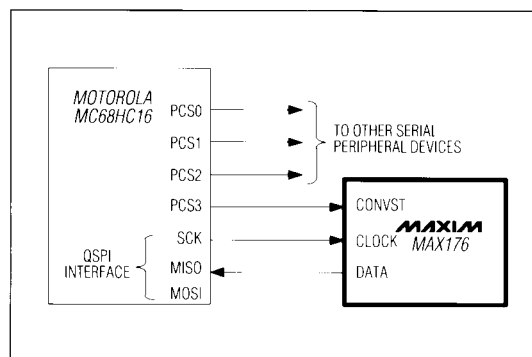 MOTOROLA
MC68HC16
PCS0
PCS1
PCS2
PCS3
SCK
MISO
MOSI
QSPI
INTERFACE
TO OTHER SERIAL
PERIPHERAL DEVICES
CONVST
CLOCK
DATA
MAXIM
MAX176